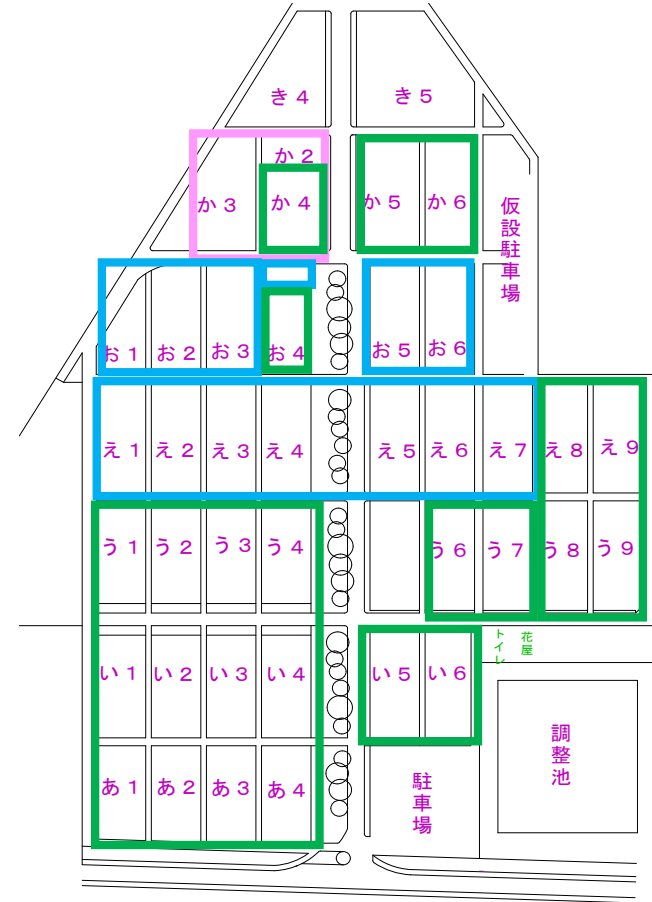 き４
き５
か２
か３
か４
か５
か６
仮設駐車場
お１
お２
お３
お４
お５
お６
え１
え２
え３
え４
え５
え６
え７
え８
え９
う１
う２
う３
う４
う６
う７
う８
う９
トイレ
花屋
い１
い２
い３
い４
い５
い６
調整池
あ１
あ２
あ３
あ４
駐車場